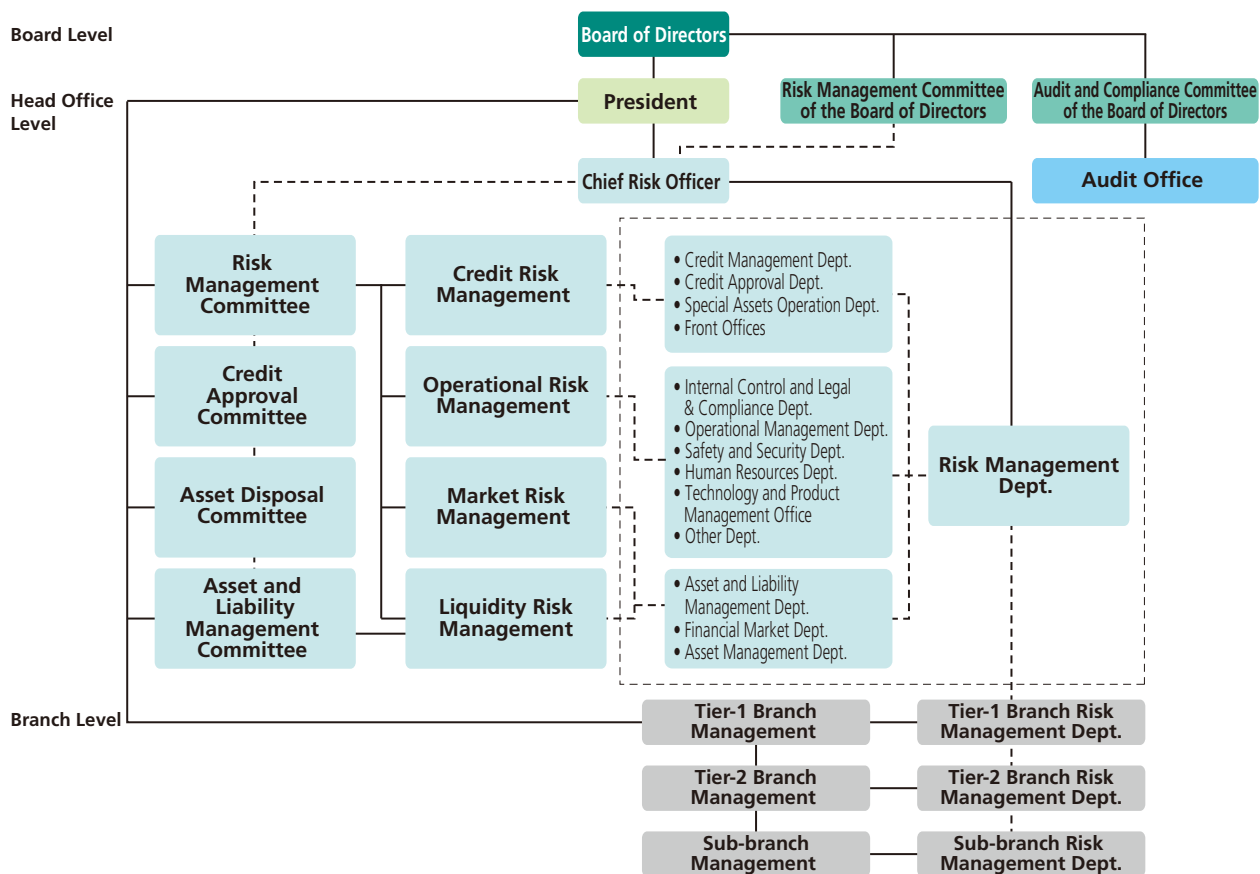 Board Level
Board of Directors
Head Office
Level
President
Risk Management Committee
of the Board of Directors
Audit and Compliance Committee
of the Board of Directors
Chief Risk Officer
Audit Office
Risk
Management
Committee
Credit Risk
Management
• Credit Management Dept.
• Credit Approval Dept.
• Special Assets Operation Dept.
• Front Offices
Credit
Approval
Committee
Operational Risk
Management
• Internal Control and Legal
& Compliance Dept.
• Operational Management Dept.
• Safety and Security Dept.
• Human Resources Dept.
• Technology and Product
Management Office
• Other Dept.
Risk Management
Dept.
Asset Disposal
Committee
Market Risk
Management
Asset and
Liability
Management
Committee
Liquidity Risk
Management
• Asset and Liability
Management Dept.
• Financial Market Dept.
• Asset Management Dept.
Branch Level
Tier-1 Branch
Management
Tier-1 Branch Risk
Management Dept.
Tier-2 Branch
Management
Tier-2 Branch Risk
Management Dept.
Sub-branch
Management
Sub-branch Risk
Management Dept.